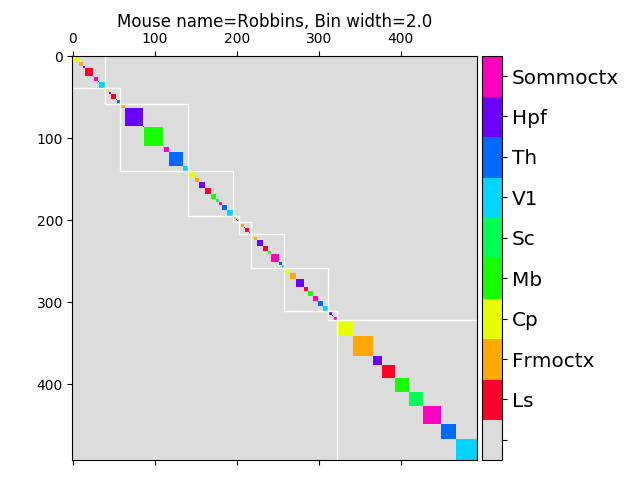 Mouse name=Robbins, Bin width=2.0
0 100 200 300 400
0
100
200
300
400
Sommoctx
Hpf
Th
V1
Sc
Mb
Cp
Frmoctx
Ls